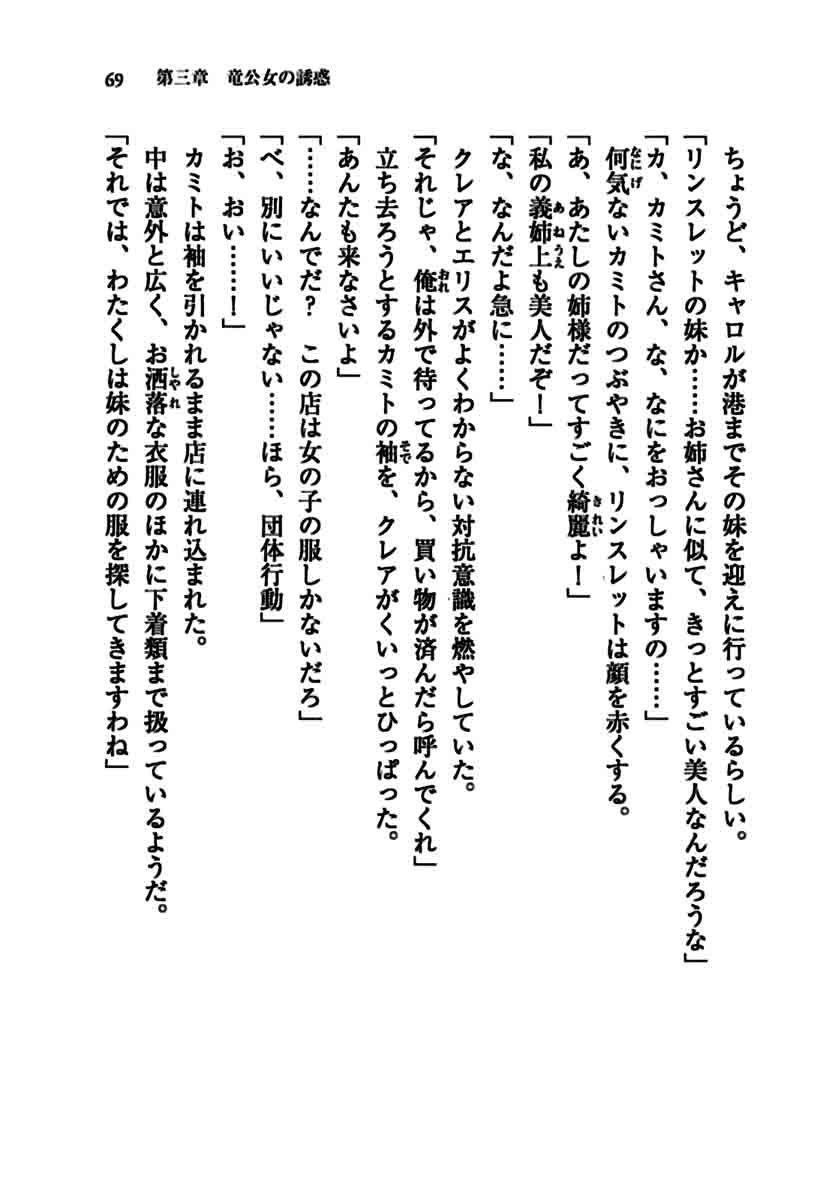 69　第三章　竜公女の誘惑
ちょうど、キャロルが港までその妹を迎えに行っているらしい。
「リンスレットの妹か……お姉さんに似て、きっとすごい美人なんだろうな」
「カ、カミトさん、な、なにをおっしゃいますの……」
何気ないカミトのつぶやきに、リンスレットは顔を赤くする。
「あ、あたしの姉様だってすごく綺麗よ！」
「私の義姉上も美人だぞ！」
「な、なんだよ急に……」
クレアとエリスがよくわからない対抗意識を燃やしていた。
「それじゃ、俺は外で待ってるから、買い物が済んだら呼んでくれ」
立ち去ろうとするカミトの袖を、クレアがくいっとひっぱった。
「あんたも来なさいよ」
「……なんでだ？　この店は女の子の服しかないだろ」
「べ、別にいいじゃない……ほら、団体行動」
「お、おい……！」
カミトは袖を引かれるまま店に連れ込まれた。
中は意外と広く、お洒落な衣服のほかに下着類まで扱っているようだ。
「それでは、わたくしは妹のための服を探してきますわね」